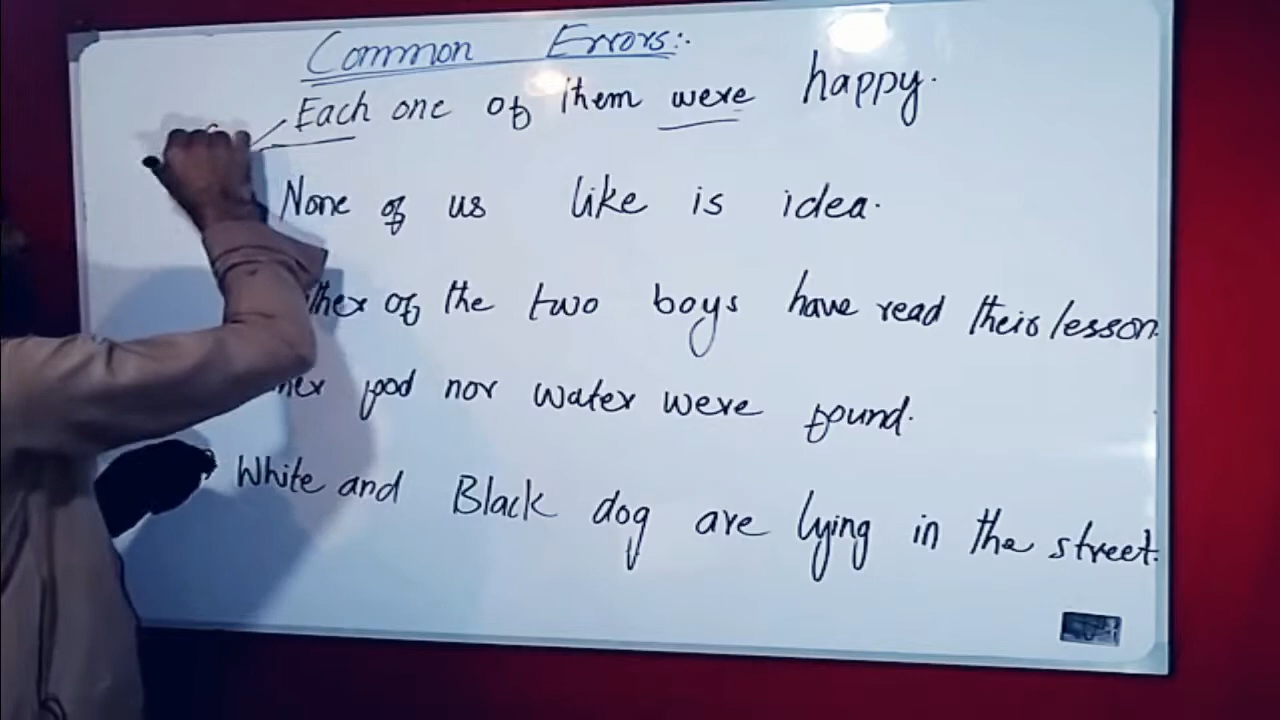 Common Errors:
Each one of them were happy.
None of us like is idea.
of the two boys have read their lesson.
food nor water were found.
White and Black dog are lying in the street.